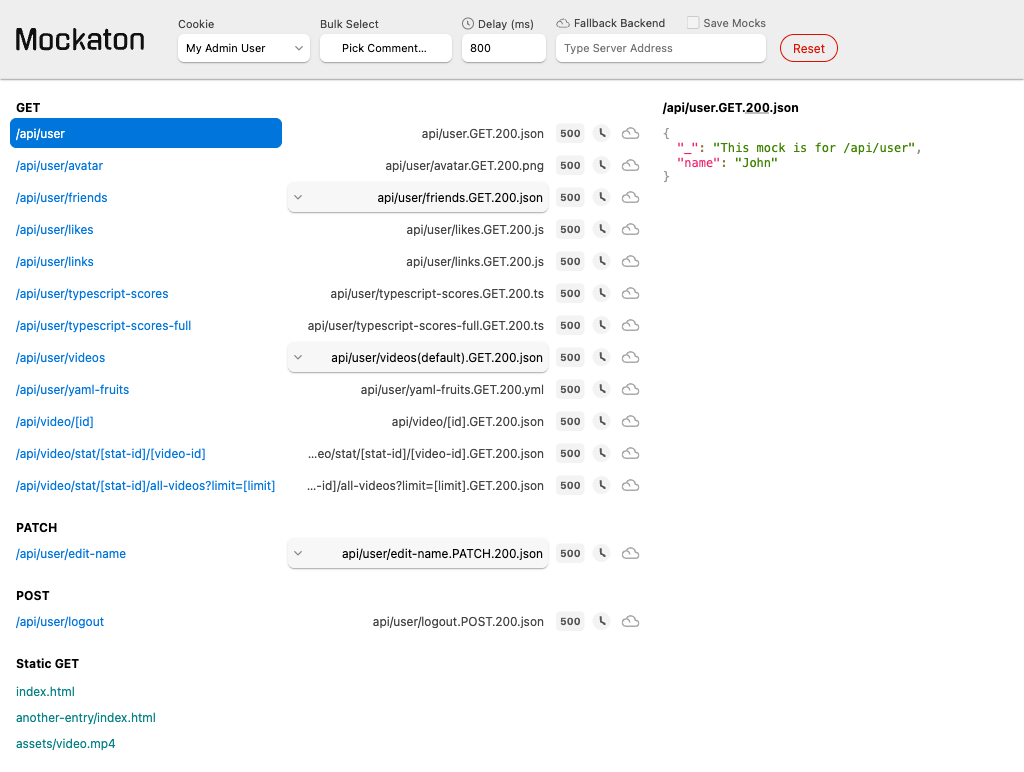 Mockaton
Cookie
My Admin User
Bulk Select
Pick Comment...
Delay (ms)
800
Fallback Backend
Save Mocks
Type Server Address
Reset
GET
/api/user api/user.GET.200.json 500
/api/user/avatar api/user/avatar.GET.200.png 500
/api/user/friends api/user/friends.GET.200.json 500
/api/user/likes api/user/likes.GET.200.js 500
/api/user/links api/user/links.GET.200.js 500
/api/user/typescript-scores api/user/typescript-scores.GET.200.ts 500
/api/user/typescript-scores-full api/user/typescript-scores-full.GET.200.ts 500
/api/user/videos api/user/videos(default).GET.200.json 500
/api/user/yaml-fruits api/user/yaml-fruits.GET.200.yml 500
/api/video/[id] api/video/[id].GET.200.json 500
/api/video/stat/[stat-id]/[video-id] ...eo/stat/[stat-id]/[video-id].GET.200.json 500
/api/video/stat/[stat-id]/all-videos?limit=[limit] ...-id]/all-videos?limit=[limit].GET.200.json 500
PATCH
/api/user/edit-name api/user/edit-name.PATCH.200.json 500
POST
/api/user/logout api/user/logout.POST.200.json 500
Static GET
index.html
another-entry/index.html
assets/video.mp4
/api/user.GET.200.json
{
"_": "This mock is for /api/user",
"name": "John"
}